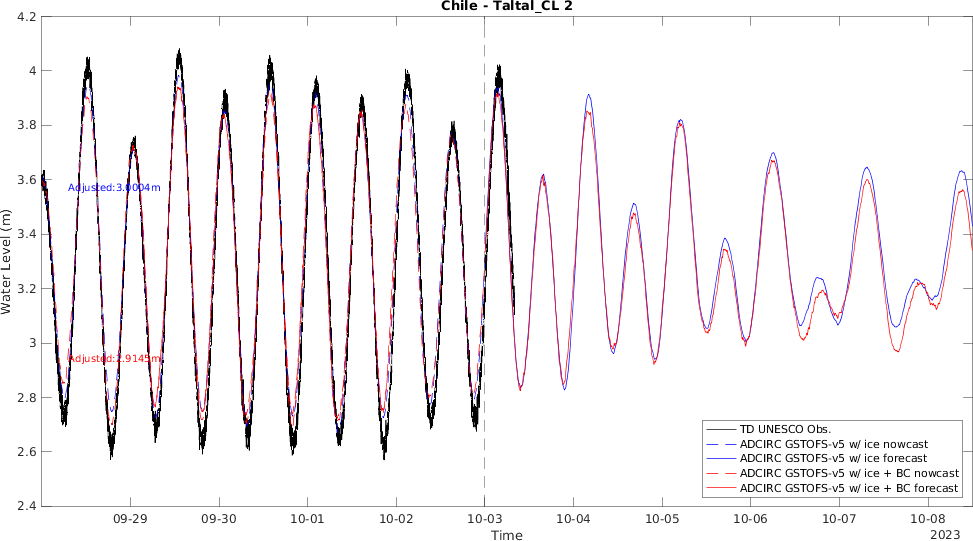 Chile - Taltal_CL 2
Water Level (m)
4.2
4
3.8
3.6
3.4
3.2
3
2.8
2.6
2.4
Adjusted:3.0004m
Adjusted:2.9145m
TD UNESCO Obs.
ADCIRC GSTOFS-v5 w/ ice nowcast
ADCIRC GSTOFS-v5 w/ ice forecast
ADCIRC GSTOFS-v5 w/ ice + BC nowcast
ADCIRC GSTOFS-v5 w/ ice + BC forecast
09-29 09-30 10-01 10-02 10-03 10-04 10-05 10-06 10-07 10-08
Time
2023